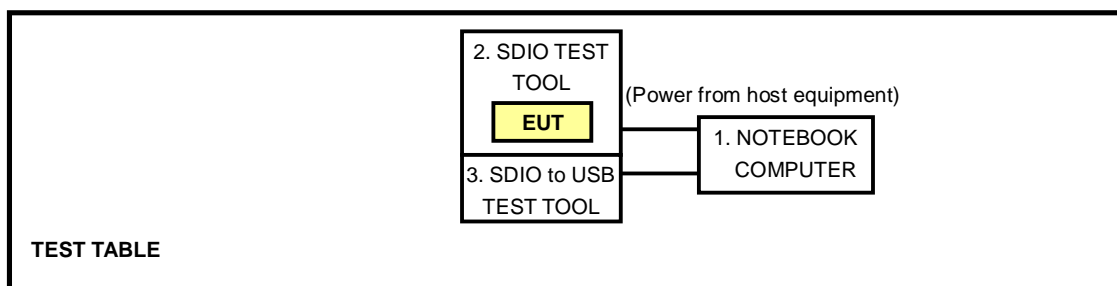 2. SDIO TEST
TOOL
EUT
(Power from host equipment)
1. NOTEBOOK
COMPUTER
3. SDIO to USB
TEST TOOL
TEST TABLE